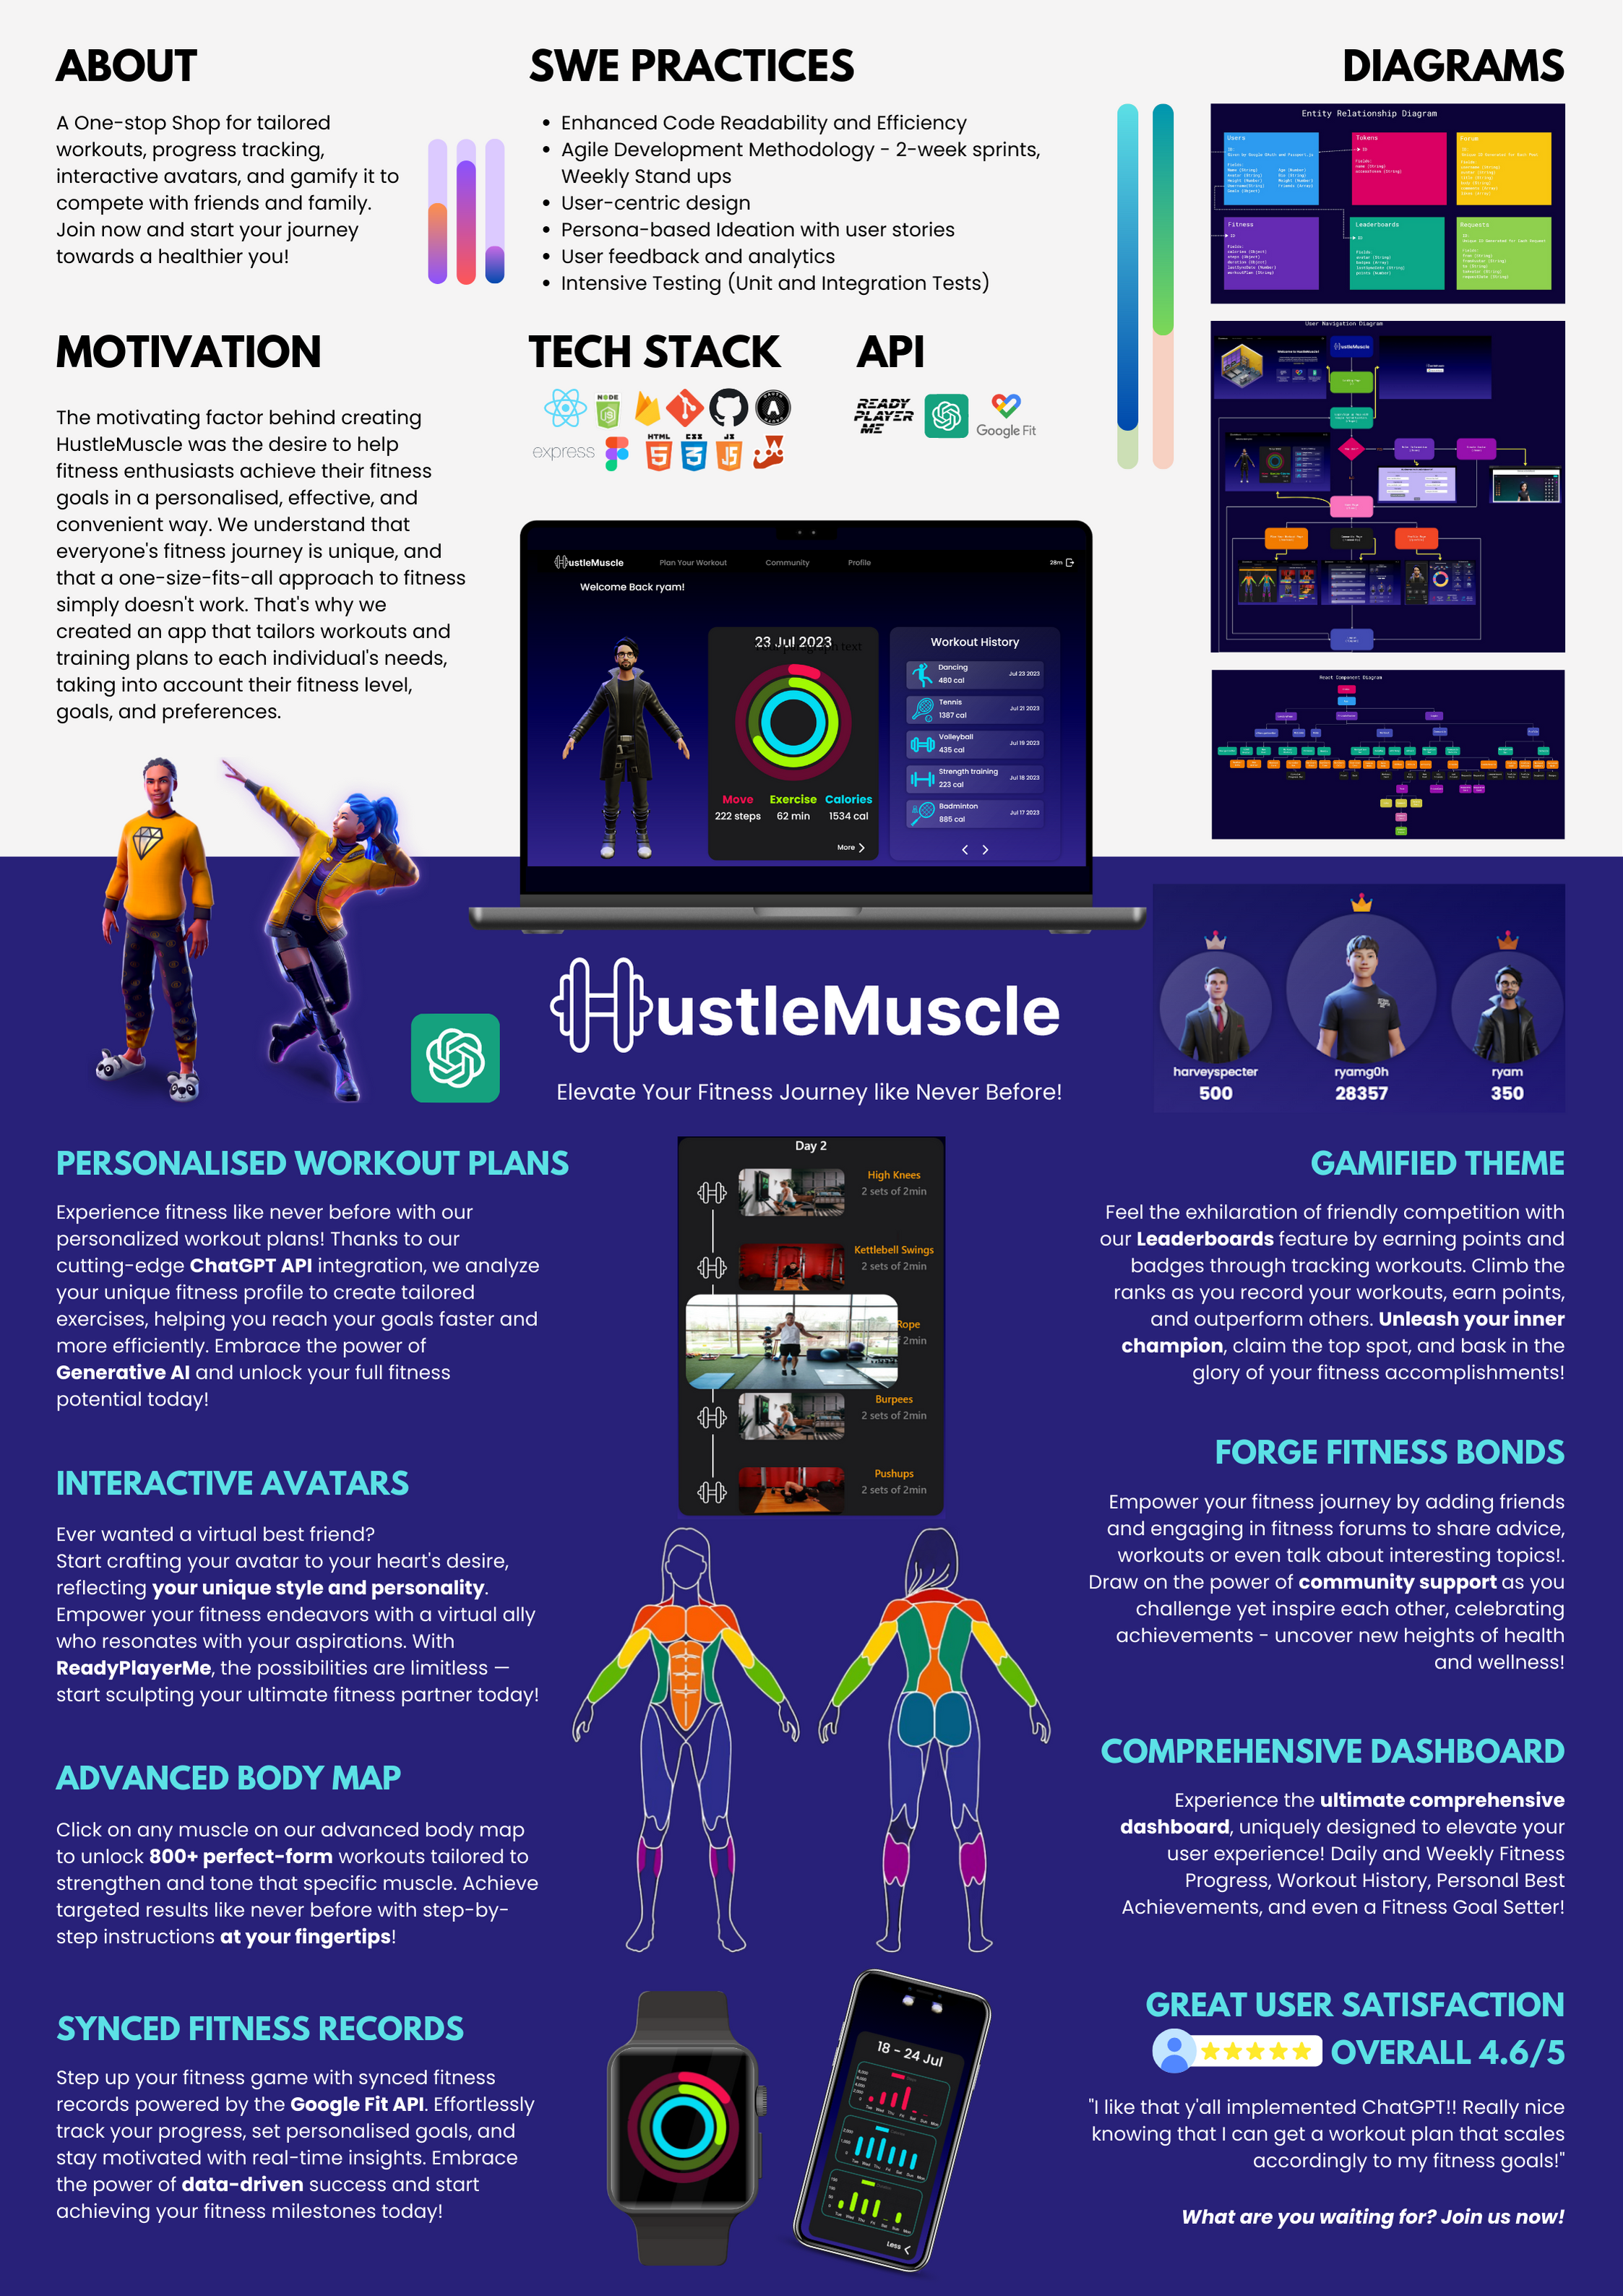 ABOUT
A One-stop Shop for tailored
workouts, progress tracking,
interactive avatars, and gamify it to
compete with friends and family.
Join now and start your journey
towards a healthier you!
SWE PRACTICES
• Enhanced Code Readability and Efficiency
• Agile Development Methodology - 2-week sprints,
Weekly Stand ups
• User-centric design
• Persona-based Ideation with user stories
• User feedback and analytics
• Intensive Testing (Unit and Integration Tests)
DIAGRAMS
Entity Relationship Diagram
Users
Tokens
Forum
Fitness
Leaderboards
Requests
User Navigation Diagram
HustleMuscle
React Component Diagram
MOTIVATION
The motivating factor behind creating
HustleMuscle was the desire to help
fitness enthusiasts achieve their fitness
goals in a personalised, effective, and
convenient way. We understand that
everyone's fitness journey is unique, and
that a one-size-fits-all approach to fitness
simply doesn't work. That's why we
created an app that tailors workouts and
training plans to each individual's needs,
taking into account their fitness level,
goals, and preferences.
TECH STACK
NODE
express
HTML
CSS
JS
API
READY
PLAYER
ME
Google Fit
HustleMuscle
Plan Your Workout
Community
Profile
28m
Welcome Back ryam!
23 Jul 2023
Move
Exercise
Calories
222 steps
62 min
1534 cal
More
Workout History
Dancing
480 cal
Jul 23 2023
Tennis
1387 cal
Jul 21 2023
Volleyball
435 cal
Jul 19 2023
Strength training
223 cal
Jul 18 2023
Badminton
885 cal
Jul 17 2023
HustleMuscle
Elevate Your Fitness Journey like Never Before!
harveyspecter
500
ryamg0h
28357
ryam
350
PERSONALISED WORKOUT PLANS
Experience fitness like never before with our
personalized workout plans! Thanks to our
cutting-edge ChatGPT API integration, we analyze
your unique fitness profile to create tailored
exercises, helping you reach your goals faster and
more efficiently. Embrace the power of
Generative AI and unlock your full fitness
potential today!
INTERACTIVE AVATARS
Ever wanted a virtual best friend?
Start crafting your avatar to your heart's desire,
reflecting your unique style and personality.
Empower your fitness endeavors with a virtual ally
who resonates with your aspirations. With
ReadyPlayerMe, the possibilities are limitless —
start sculpting your ultimate fitness partner today!
ADVANCED BODY MAP
Click on any muscle on our advanced body map
to unlock 800+ perfect-form workouts tailored to
strengthen and tone that specific muscle. Achieve
targeted results like never before with step-by-
step instructions at your fingertips!
SYNCED FITNESS RECORDS
Step up your fitness game with synced fitness
records powered by the Google Fit API. Effortlessly
track your progress, set personalised goals, and
stay motivated with real-time insights. Embrace
the power of data-driven success and start
achieving your fitness milestones today!
Day 2
High Knees
2 sets of 2min
Kettlebell Swings
2 sets of 2min
Rope
2min
Burpees
2 sets of 2min
Pushups
2 sets of 2min
18 - 24 Jul
Less
GAMIFIED THEME
Feel the exhilaration of friendly competition with
our Leaderboards feature by earning points and
badges through tracking workouts. Climb the
ranks as you record your workouts, earn points,
and outperform others. Unleash your inner
champion, claim the top spot, and bask in the
glory of your fitness accomplishments!
FORGE FITNESS BONDS
Empower your fitness journey by adding friends
and engaging in fitness forums to share advice,
workouts or even talk about interesting topics!.
Draw on the power of community support as you
challenge yet inspire each other, celebrating
achievements - uncover new heights of health
and wellness!
COMPREHENSIVE DASHBOARD
Experience the ultimate comprehensive
dashboard, uniquely designed to elevate your
user experience! Daily and Weekly Fitness
Progress, Workout History, Personal Best
Achievements, and even a Fitness Goal Setter!
GREAT USER SATISFACTION
OVERALL 4.6/5
"I like that y'all implemented ChatGPT!! Really nice
knowing that I can get a workout plan that scales
accordingly to my fitness goals!"
What are you waiting for? Join us now!